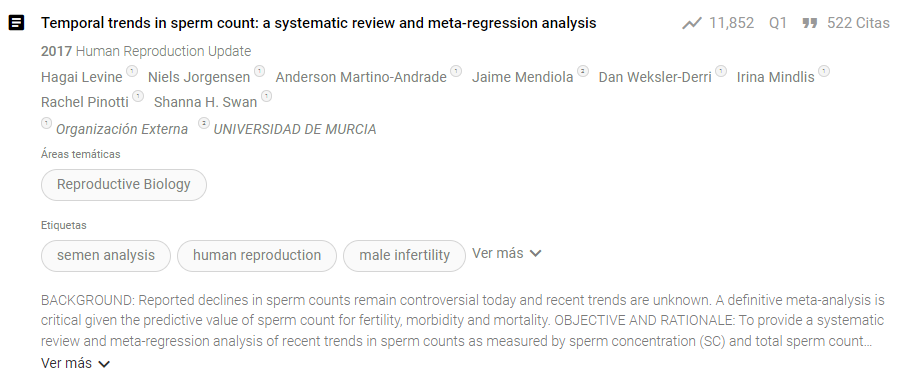 Temporal trends in sperm count: a systematic review and meta-regression analysis 11,852 Q1 522 Citas
2017 Human Reproduction Update
Hagai Levine 1 Niels Jorgensen 1 Anderson Martino-Andrade 1 Jaime Mendiola 2 Dan Weksler-Derri 1 Irina Mindlis 1
Rachel Pinotti 1 Shanna H. Swan 1
1 Organización Externa 2 UNIVERSIDAD DE MURCIA
Áreas temáticas
Reproductive Biology
Etiquetas
semen analysis human reproduction male infertility Ver más
BACKGROUND: Reported declines in sperm counts remain controversial today and recent trends are unknown. A definitive meta-analysis is
critical given the predictive value of sperm count for fertility, morbidity and mortality. OBJECTIVE AND RATIONALE: To provide a systematic
review and meta-regression analysis of recent trends in sperm counts as measured by sperm concentration (SC) and total sperm count...
Ver más